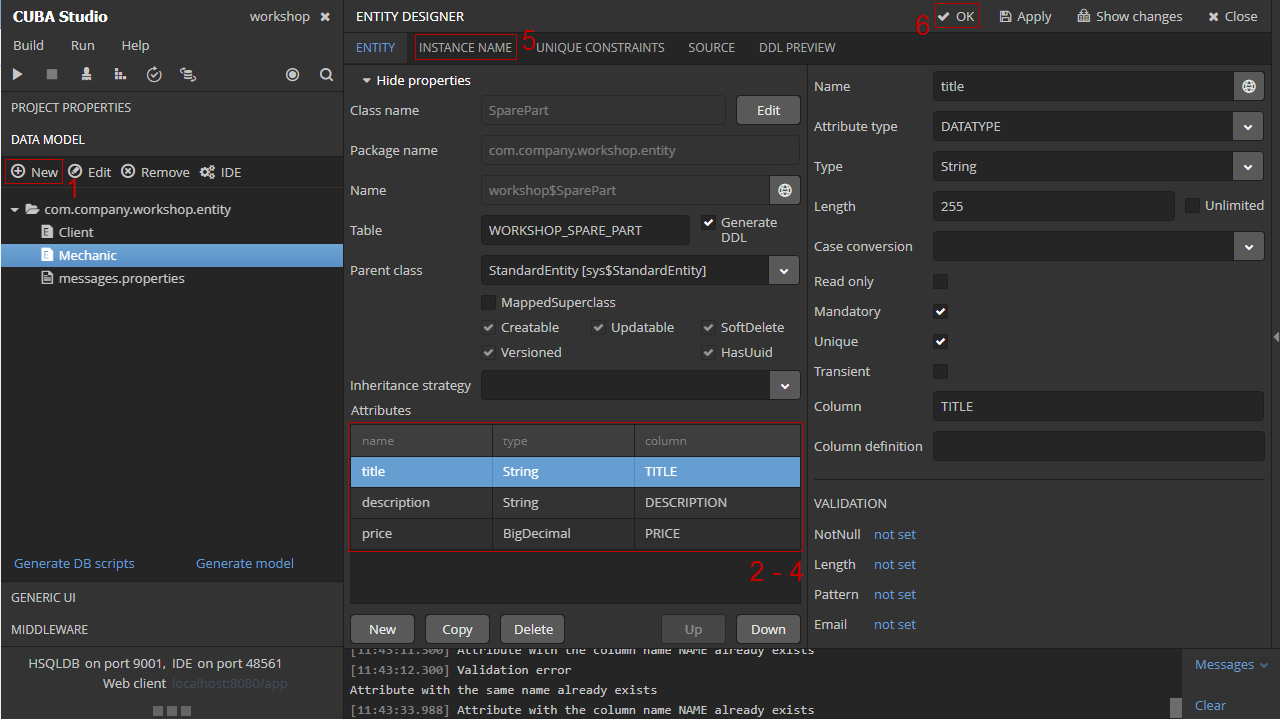 CUBA Studio
workshop
Build Run Help
PROJECT PROPERTIES
DATA MODEL
New Edit Remove IDE
1
com.company.workshop.entity
Client
Mechanic
messages.properties
Generate DB scripts Generate model
GENERIC UI
MIDDLEWARE
HSQLDB on port 9001, IDE on port 48561
Web client localhost:8080/app
ENTITY DESIGNER
6 OK Apply Show changes Close
ENTITY INSTANCE NAME 5 UNIQUE CONSTRAINTS SOURCE DDL PREVIEW
Hide properties
Class name SparePart Edit
Package name com.company.workshop.entity
Name workshop$SparePart
Table WORKSHOP_SPARE_PART Generate
DDL
Parent class StandardEntity [sys$StandardEntity]
MappedSuperclass
Creatable Updatable SoftDelete
Versioned HasUuid
Inheritance strategy
Attributes
name type column
title String TITLE
description String DESCRIPTION
price BigDecimal PRICE
2 - 4
New Copy Delete Up Down
Name title
Attribute type DATATYPE
Type String
Length 255 Unlimited
Case conversion
Read only
Mandatory
Unique
Transient
Column TITLE
Column definition
VALIDATION
NotNull not set
Length not set
Pattern not set
Email not set
[11:43:11.300] Attribute with the column name NAME already exists
[11:43:12.300] Validation error
Attribute with the same name already exists
[11:43:33.988] Attribute with the column name NAME already exists
Messages
Clear